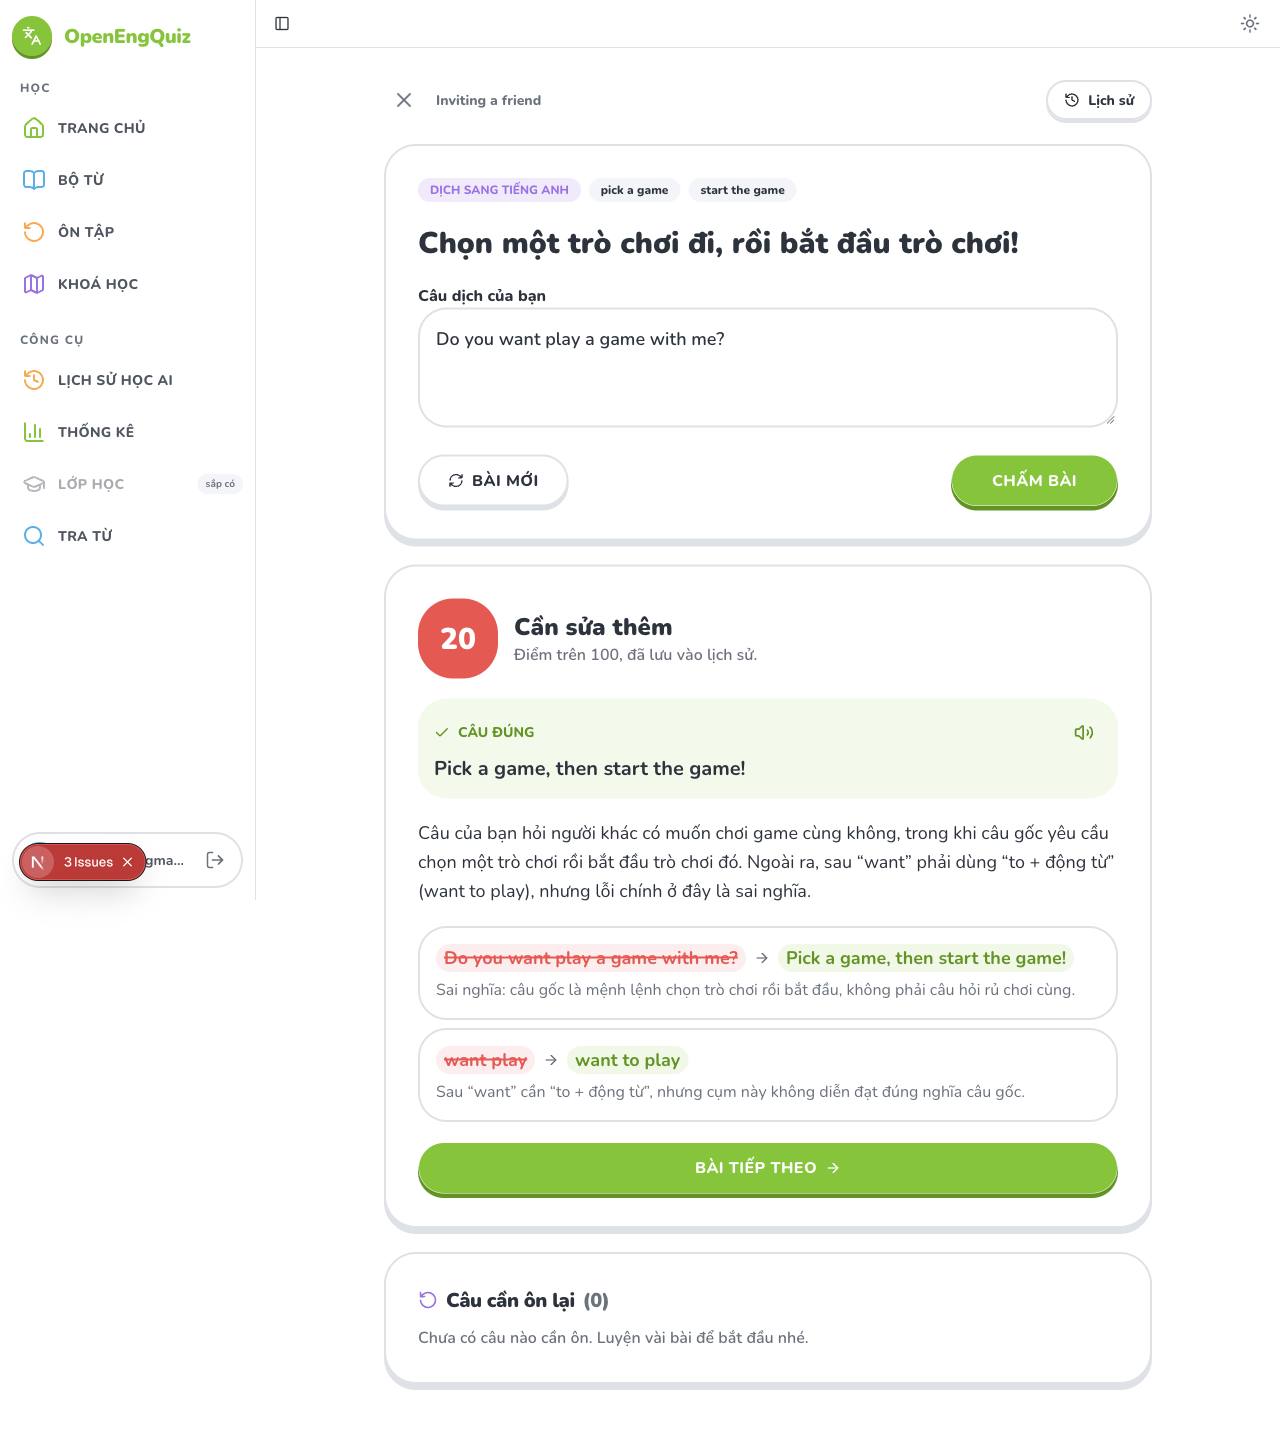 OpenEngQuiz
HỌC
TRANG CHỦ
BỘ TỪ
ÔN TẬP
KHOÁ HỌC
CÔNG CỤ
LỊCH SỬ HỌC AI
THỐNG KÊ
LỚP HỌC
sắp có
TRA TỪ
N
3 Issues
gma...
Inviting a friend
Lịch sử
DỊCH SANG TIẾNG ANH
pick a game
start the game
Chọn một trò chơi đi, rồi bắt đầu trò chơi!
Câu dịch của bạn
Do you want play a game with me?
BÀI MỚI
CHẤM BÀI
20
Cần sửa thêm
Điểm trên 100, đã lưu vào lịch sử.
CÂU ĐÚNG
Pick a game, then start the game!
Câu của bạn hỏi người khác có muốn chơi game cùng không, trong khi câu gốc yêu cầu
chọn một trò chơi rồi bắt đầu trò chơi đó. Ngoài ra, sau “want” phải dùng “to + động từ”
(want to play), nhưng lỗi chính ở đây là sai nghĩa.
Do you want play a game with me? → Pick a game, then start the game!
Sai nghĩa: câu gốc là mệnh lệnh chọn trò chơi rồi bắt đầu, không phải câu hỏi rủ chơi cùng.
want play → want to play
Sau “want” cần “to + động từ”, nhưng cụm này không diễn đạt đúng nghĩa câu gốc.
BÀI TIẾP THEO →
Câu cần ôn lại (0)
Chưa có câu nào cần ôn. Luyện vài bài để bắt đầu nhé.